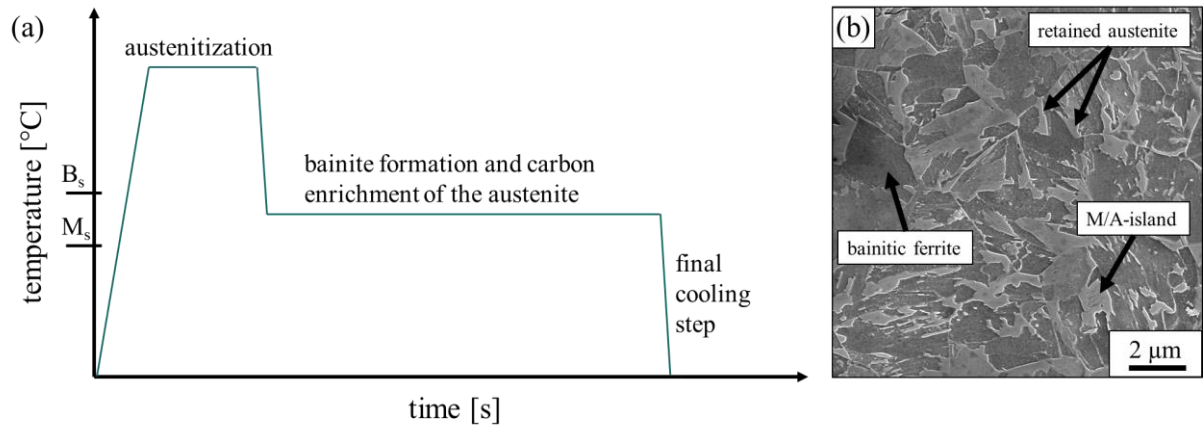 (a)
austenitization
temperature [°C]
Bs
Ms
bainite formation and carbon
enrichment of the austenite
final
cooling
step
time [s]
(b)
retained austenite
M/A-island
bainitic ferrite
2 µm